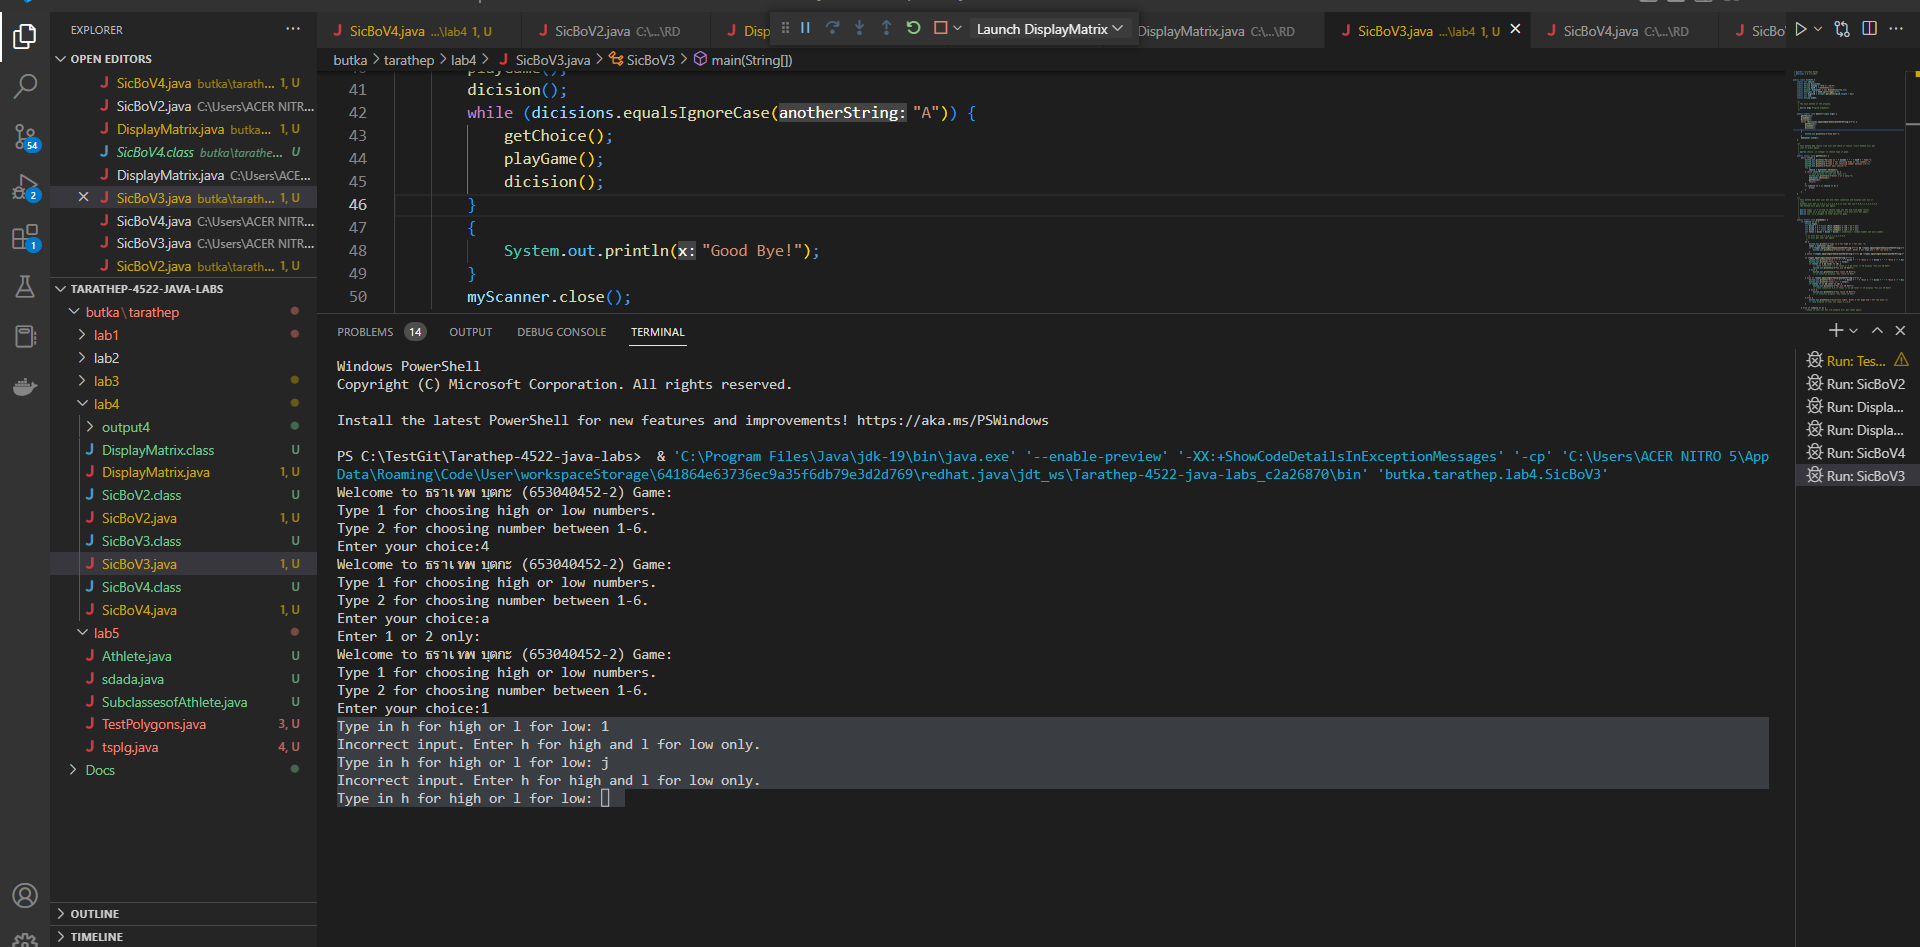 EXPLORER
OPEN EDITORS
SicBoV4.java ...\lab4 1, U
SicBoV2.java C:\...\RD
Disp
Launch DisplayMatrix
DisplayMatrix.java C:\...\RD
SicBoV3.java ...\lab4 1, U
SicBoV4.java C:\...\RD
SicBo
butka > tarathep > lab4 > SicBoV3.java > SicBoV3 > main(String[])
SicBoV4.java butka\tarath... 1, U
SicBoV2.java C:\Users\ACER NITR...
DisplayMatrix.java butka... 1, U
SicBoV4.class butka\tarathe... U
DisplayMatrix.java C:\Users\ACE...
SicBoV3.java butka\tarath... 1, U
SicBoV4.java C:\Users\ACER NITR...
SicBoV3.java C:\Users\ACER NITR...
SicBoV2.java butka\tarath... 1, U
54
2
1
TARATHEP-4522-JAVA-LABS
butka\tarathep
lab1
lab2
lab3
lab4
output4
DisplayMatrix.class U
DisplayMatrix.java 1, U
SicBoV2.class U
SicBoV2.java 1, U
SicBoV3.class U
SicBoV3.java 1, U
SicBoV4.class U
SicBoV4.java 1, U
lab5
Athlete.java U
sdada.java U
SubclassesofAthlete.java U
TestPolygons.java 3, U
tsplg.java 4, U
Docs
OUTLINE
TIMELINE
40 playGame();
41 dicision();
42 while (dicisions.equalsIgnoreCase(anotherString: "A")) {
43 getChoice();
44 playGame();
45 dicision();
46 }
47 {
48 System.out.println(x: "Good Bye!");
49 }
50 myScanner.close();
PROBLEMS 14 OUTPUT DEBUG CONSOLE TERMINAL
Windows PowerShell
Copyright (C) Microsoft Corporation. All rights reserved.
Install the latest PowerShell for new features and improvements! https://aka.ms/PSWindows
PS C:\TestGit\Tarathep-4522-java-labs> & 'C:\Program Files\Java\jdk-19\bin\java.exe' '--enable-preview' '-XX:+ShowCodeDetailsInExceptionMessages' '-cp' 'C:\Users\ACER NITRO 5\App
Data\Roaming\Code\User\workspaceStorage\641864e63736ec9a35f6db79e3d2d769\redhat.java\jdt_ws\Tarathep-4522-java-labs_c2a26870\bin' 'butka.tarathep.lab4.SicBoV3'
Welcome to ธราเทพ บุตกะ (653040452-2) Game:
Type 1 for choosing high or low numbers.
Type 2 for choosing number between 1-6.
Enter your choice:4
Welcome to ธราเทพ บุตกะ (653040452-2) Game:
Type 1 for choosing high or low numbers.
Type 2 for choosing number between 1-6.
Enter your choice:a
Enter 1 or 2 only:
Welcome to ธราเทพ บุตกะ (653040452-2) Game:
Type 1 for choosing high or low numbers.
Type 2 for choosing number between 1-6.
Enter your choice:1
Type in h for high or l for low: 1
Incorrect input. Enter h for high and l for low only.
Type in h for high or l for low: j
Incorrect input. Enter h for high and l for low only.
Type in h for high or l for low:
Run: Tes...
Run: SicBoV2
Run: Displa...
Run: Displa...
Run: SicBoV4
Run: SicBoV3